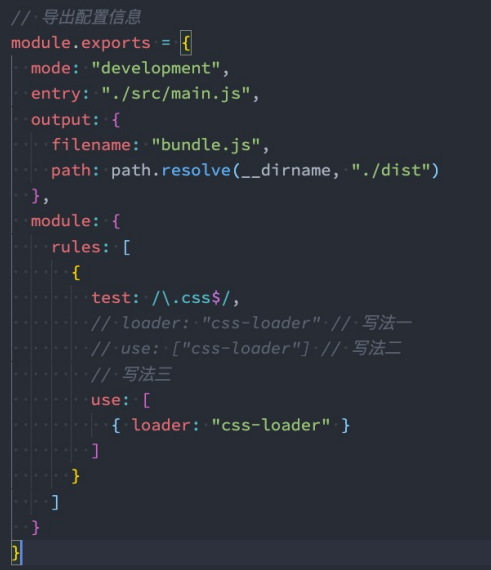 // 导出配置信息
module.exports = {
  mode: "development",
  entry: "./src/main.js",
  output: {
    filename: "bundle.js",
    path: path.resolve(__dirname, "./dist")
  },
  module: {
    rules: [
      {
        test: /\.css$/,
        // loader: "css-loader" // 写法一
        // use: ["css-loader"] // 写法二
        // 写法三
        use: [
          { loader: "css-loader" }
        ]
      }
    ]
  }
}